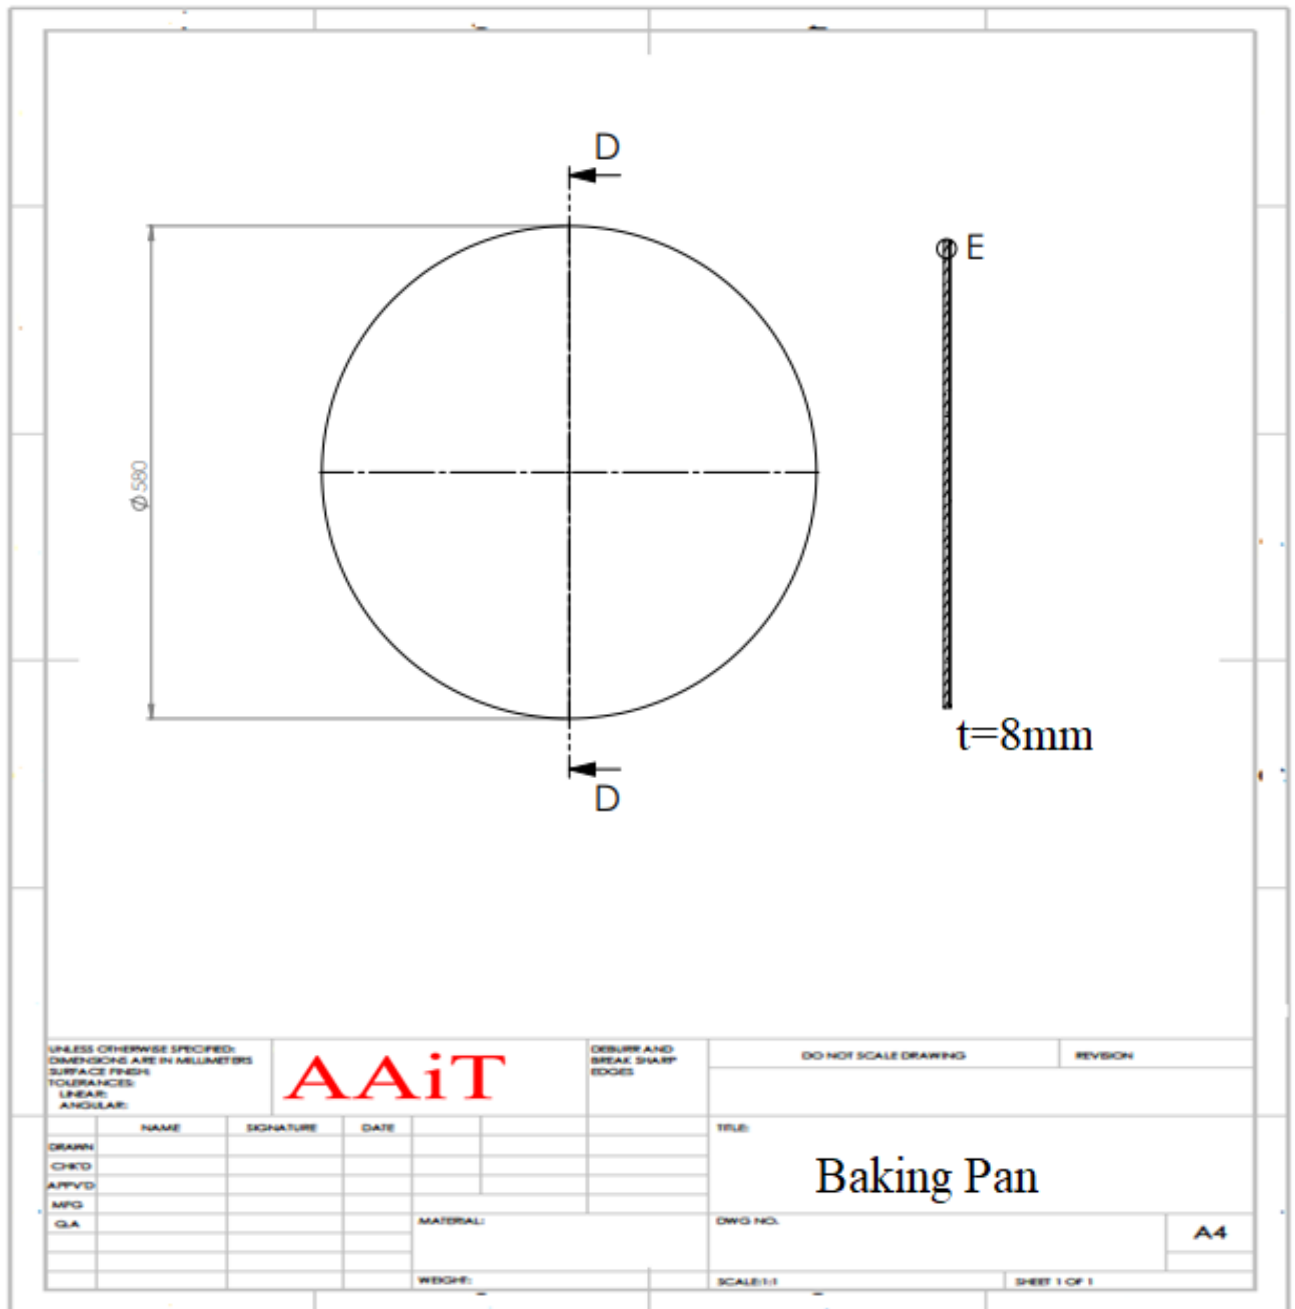 D
E
Ø580
t=8mm
D
UNLESS OTHERWISE SPECIFIED:
DIMENSIONS ARE IN MILLIMETERS
SURFACE FINISH:
TOLERANCES:
LINEAR:
ANGULAR:
AAiT
DEBURR AND
BREAK SHARP
EDGES
DO NOT SCALE DRAWING
REVISION
NAME
SIGNATURE
DATE
TITLE:
DRAWN
CHK'D
APPV'D
MFG
Q.A
Baking Pan
MATERIAL:
DWG NO.
A4
WEIGHT:
SCALE:1:1
SHEET 1 OF 1